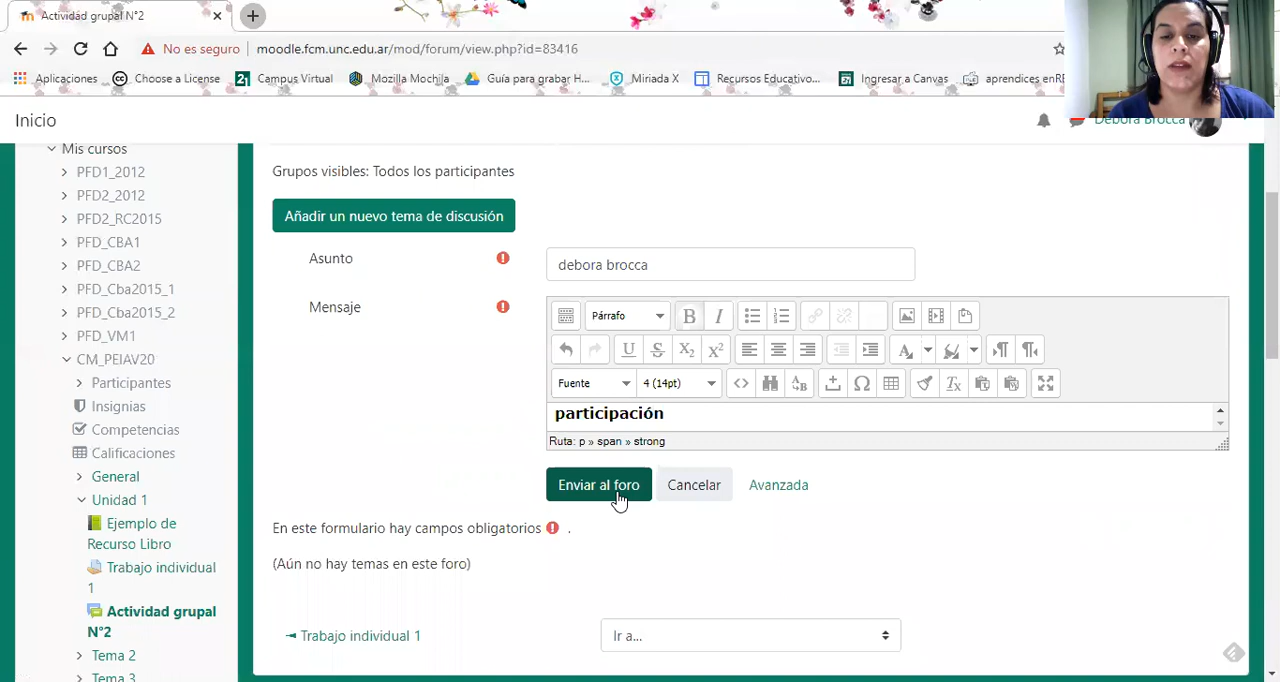 Actividad grupal N°2
No es seguro
moodle.fcm.unc.edu.ar/mod/forum/view.php?id=83416
Aplicaciones
Choose a License
Campus Virtual
Mozilla Mochila
Guía para grabar H...
Miriada X
Recursos Educativo...
Ingresar a Canvas
aprendices enRE
Inicio
Debora Brocca
Mis cursos
PFD1_2012
PFD2_2012
PFD2_RC2015
PFD_CBA1
PFD_CBA2
PFD_Cba2015_1
PFD_Cba2015_2
PFD_VM1
CM_PEIAV20
Participantes
Insignias
Competencias
Calificaciones
General
Unidad 1
Ejemplo de
Recurso Libro
Trabajo individual
1
Actividad grupal
N°2
Tema 2
Tema 3
Grupos visibles: Todos los participantes
Añadir un nuevo tema de discusión
Asunto
debora brocca
Mensaje
Párrafo
Fuente
4 (14pt)
participación
Ruta: p » span » strong
Enviar al foro
Cancelar
Avanzada
En este formulario hay campos obligatorios .
(Aún no hay temas en este foro)
◄ Trabajo individual 1
Ir a...